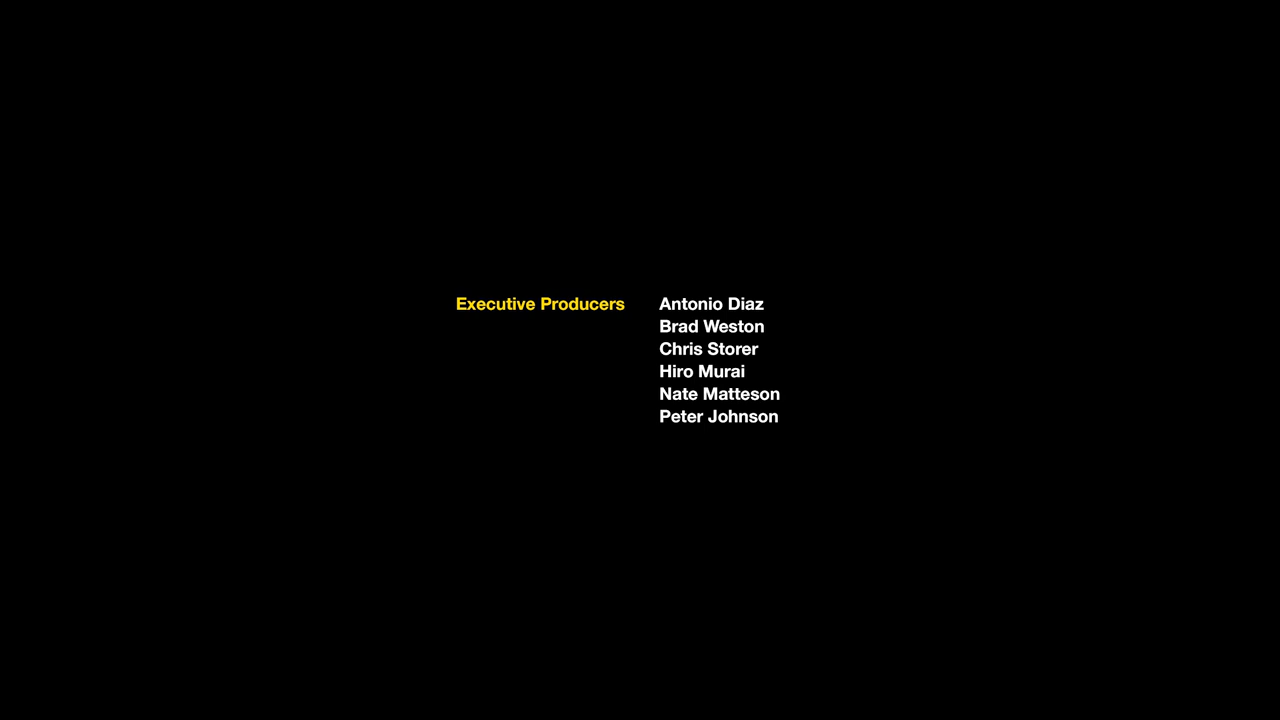 Executive Producers Antonio Diaz
Brad Weston
Chris Storer
Hiro Murai
Nate Matteson
Peter Johnson